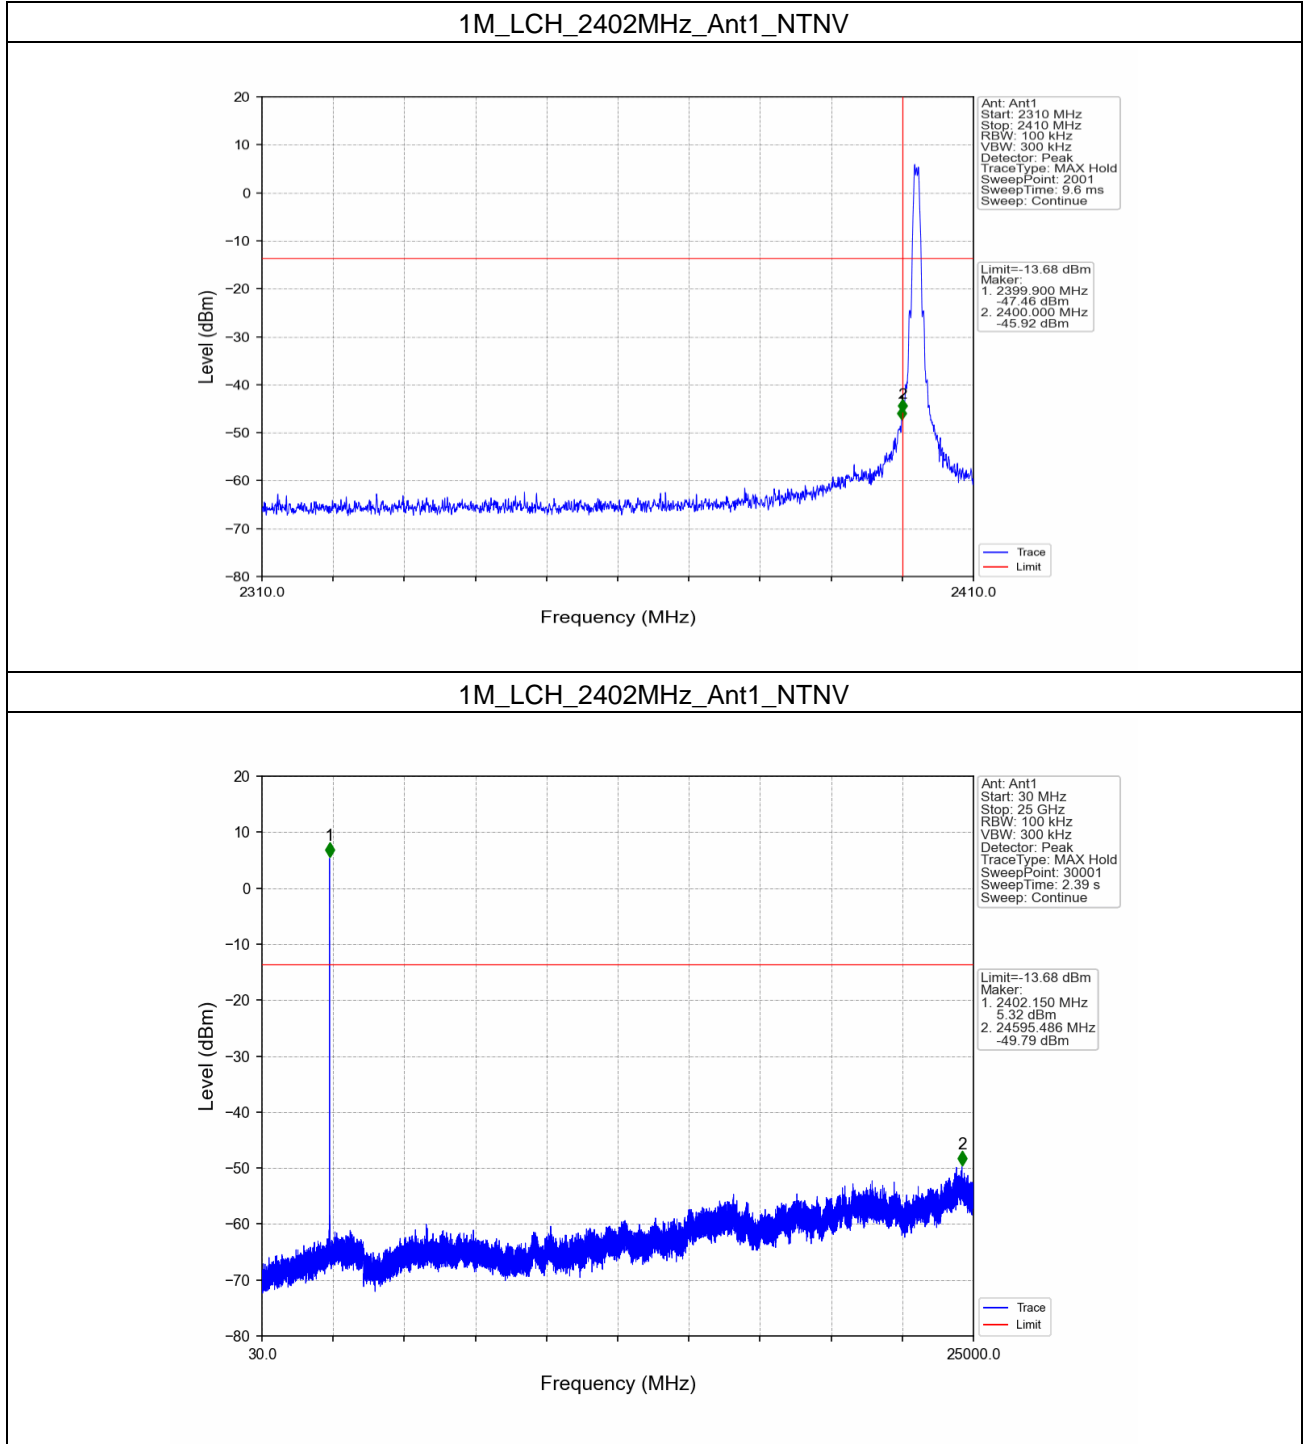 1M_LCH_2402MHz_Ant1_NTNV
20
10
0
−10
−20
−30
−40
−50
−60
−70
−80
Level (dBm)
2310.0
2410.0
Frequency (MHz)
2
Ant: Ant1
Start: 2310 MHz
Stop: 2410 MHz
RBW: 100 kHz
VBW: 300 kHz
Detector: Peak
TraceType: MAX Hold
SweepPoint: 2001
SweepTime: 9.6 ms
Sweep: Continue
Limit=-13.68 dBm
Maker:
1. 2399.900 MHz
-47.46 dBm
2. 2400.000 MHz
-45.92 dBm
Trace
Limit
1M_LCH_2402MHz_Ant1_NTNV
20
10
0
−10
−20
−30
−40
−50
−60
−70
−80
Level (dBm)
30.0
25000.0
Frequency (MHz)
1
2
Ant: Ant1
Start: 30 MHz
Stop: 25 GHz
RBW: 100 kHz
VBW: 300 kHz
Detector: Peak
TraceType: MAX Hold
SweepPoint: 30001
SweepTime: 2.39 s
Sweep: Continue
Limit=-13.68 dBm
Maker:
1. 2402.150 MHz
5.32 dBm
2. 24595.486 MHz
-49.79 dBm
Trace
Limit